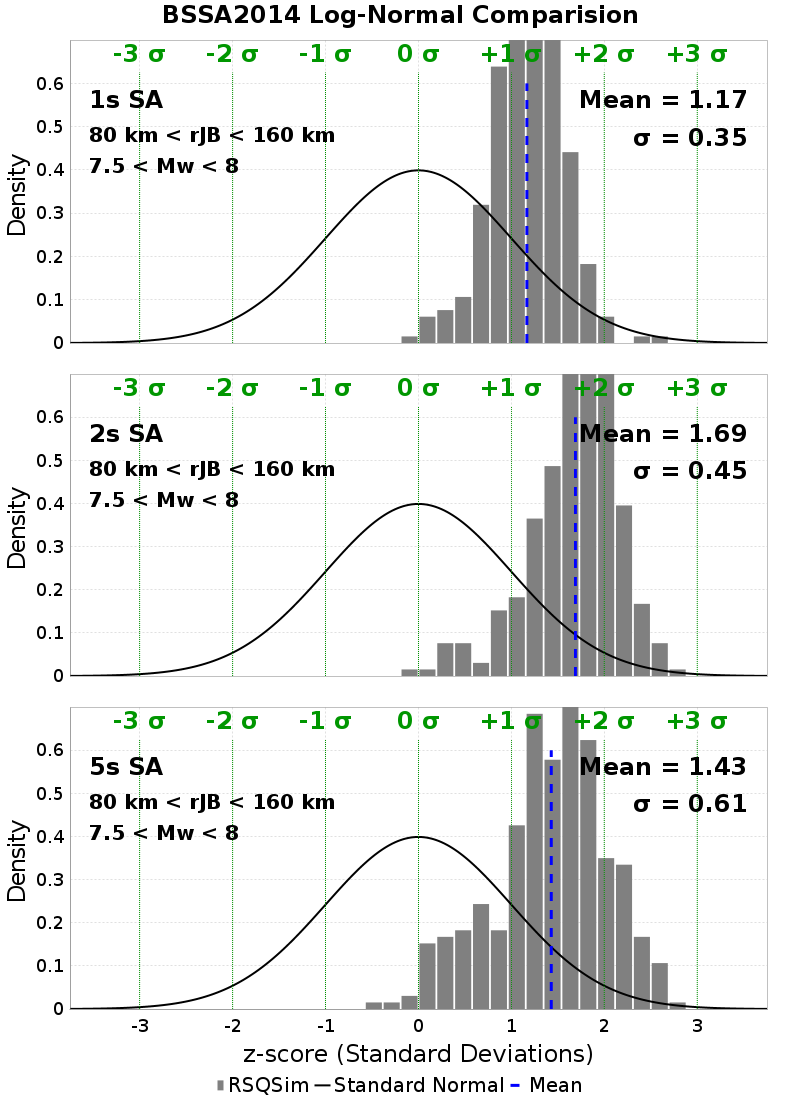 BSSA2014 Log-Normal Comparision
-3 σ -2 σ -1 σ 0 σ +1 σ +2 σ +3 σ
1s SA
80 km < rJB < 160 km
7.5 < Mw < 8
Mean = 1.17
σ = 0.35
0.6
0.5
0.4
0.3
0.2
0.1
0
Density
-3 σ -2 σ -1 σ 0 σ +1 σ +2 σ +3 σ
2s SA
80 km < rJB < 160 km
7.5 < Mw < 8
Mean = 1.69
σ = 0.45
0.6
0.5
0.4
0.3
0.2
0.1
0
Density
-3 σ -2 σ -1 σ 0 σ +1 σ +2 σ +3 σ
5s SA
80 km < rJB < 160 km
7.5 < Mw < 8
Mean = 1.43
σ = 0.61
0.6
0.5
0.4
0.3
0.2
0.1
0
Density
-3 -2 -1 0 1 2 3
z-score (Standard Deviations)
RSQSim Standard Normal Mean